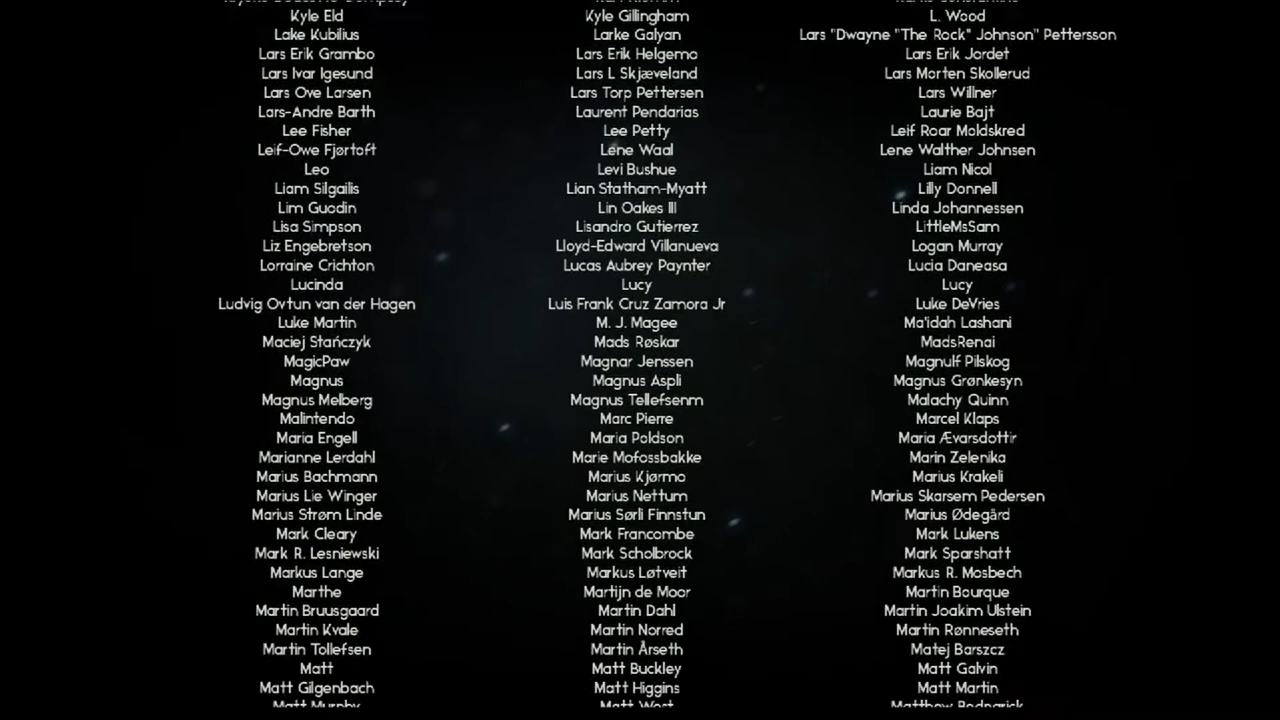 Kyle Eld Kyle Gillingham L. Wood
Lake Kubilius Larke Galyan Lars "Dwayne "The Rock" Johnson" Pettersson
Lars Erik Grambo Lars Erik Helgemo Lars Erik Jordet
Lars Ivar Igesund Lars L Skjæveland Lars Morten Skollerud
Lars Ove Larsen Lars Torp Pettersen Lars Willner
Lars-Andre Barth Laurent Pendarias Laurie Bajt
Lee Fisher Lee Petty Leif Roar Moldskred
Leif-Owe Fjørtoft Lene Waal Lene Walther Johnsen
Leo Levi Bushue Liam Nicol
Liam Silgailis Lian Statham-Myatt Lilly Donnell
Lim Guodin Lin Oakes III Linda Johannessen
Lisa Simpson Lisandro Gutierrez LittleMsSam
Liz Engebretson Lloyd-Edward Villanueva Logan Murray
Lorraine Crichton Lucas Aubrey Paynter Lucia Daneasa
Lucinda Lucy Lucy
Ludvig Ovtun van der Hagen Luis Frank Cruz Zamora Jr Luke DeVries
Luke Martin M. J. Magee Ma'idah Lashani
Maciej Stańczyk Mads Røskar MadsRenai
MagicPaw Magnar Jenssen Magnulf Pilskog
Magnus Magnus Aspli Magnus Grønkesyn
Magnus Melberg Magnus Tellefsenm Malachy Quinn
Malintendo Marc Pierre Marcel Klaps
Maria Engell Maria Poldson Maria Ævarsdottir
Marianne Lerdahl Marie Mofossbakke Marin Zelenika
Marius Bachmann Marius Kjørmo Marius Krakeli
Marius Lie Winger Marius Nettum Marius Skarsem Pedersen
Marius Strøm Linde Marius Sørli Finnstun Marius Ødegård
Mark Cleary Mark Francombe Mark Lukens
Mark R. Lesniewski Mark Scholbrock Mark Sparshatt
Markus Lange Markus Løtveit Markus R. Mosbech
Marthe Martijn de Moor Martin Bourque
Martin Bruusgaard Martin Dahl Martin Joakim Ulstein
Martin Kvale Martin Norred Martin Rønneseth
Martin Tollefsen Martin Årseth Matej Barszcz
Matt Matt Buckley Matt Galvin
Matt Gilgenbach Matt Higgins Matt Martin
Matt Murphy Matt West Matthew Bednarick